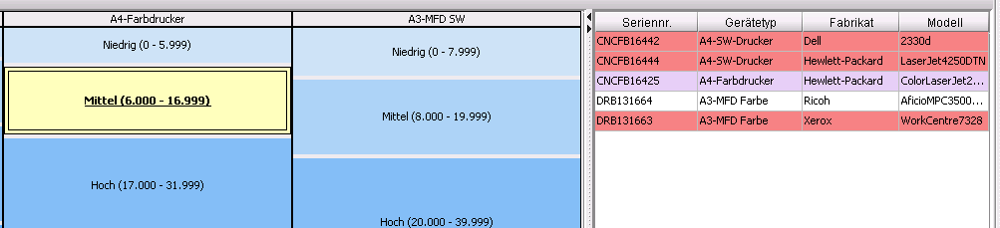 A4-Farbdrucker
A3-MFD SW
Niedrig (0 - 5.999)
Niedrig (0 - 7.999)
Mittel (6.000 - 16.999)
Mittel (8.000 - 19.999)
Hoch (17.000 - 31.999)
Hoch (20.000 - 39.999)
Seriennr. Gerätetyp Fabrikat Modell
CNCFB16442 A4-SW-Drucker Dell 2330d
CNCFB16444 A4-SW-Drucker Hewlett-Packard LaserJet4250DTN
CNCFB16425 A4-Farbdrucker Hewlett-Packard ColorLaserJet2...
DRB131664 A3-MFD Farbe Ricoh AficioMPC3500...
DRB131663 A3-MFD Farbe Xerox WorkCentre7328